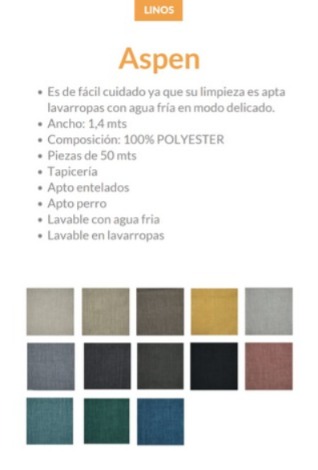 LINOS
Aspen
• Es de fácil cuidado ya que su limpieza es apta
lavarropas con agua fría en modo delicado.
• Ancho: 1,4 mts
• Composición: 100% POLYESTER
• Piezas de 50 mts
• Tapicería
• Apto entelados
• Apto perro
• Lavable con agua fria
• Lavable en lavarropas